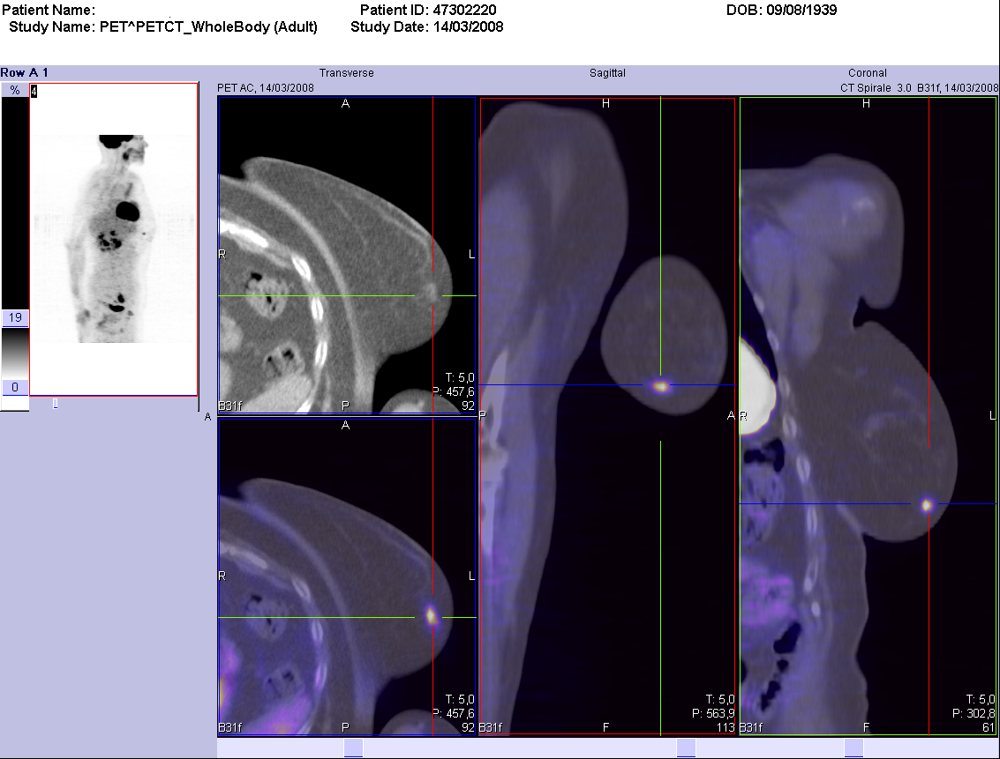 Patient Name:
Patient ID: 47302220
DOB: 09/08/1939
Study Name: PET^PETCT_WholeBody (Adult)
Study Date: 14/03/2008
Row A 1
Transverse
Sagittal
Coronal
PET AC, 14/03/2008
CT Spirale 3.0 B31f, 14/03/2008
%
4
19
0
A
A
R
L
T: 5,0
P: 457,6
B31f
P
92
A
R
L
T: 5,0
P: 457,6
B31f
P
92
H
P
A
T: 5,0
P: 563,9
B31f
F
113
H
R
L
T: 5,0
P: 302,8
B31f
F
61